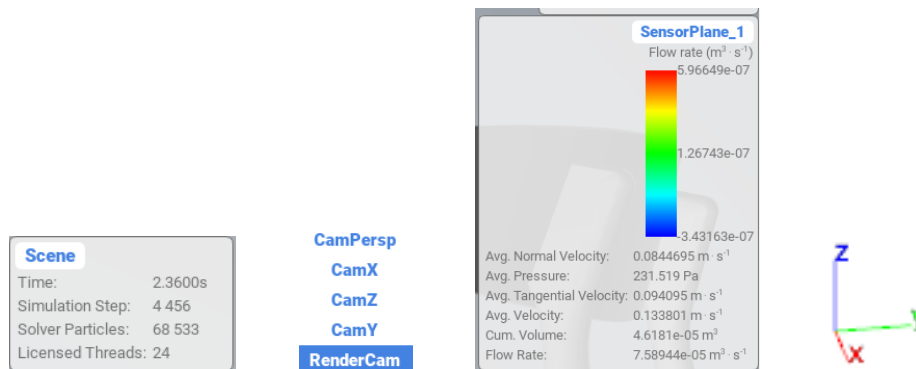 Scene
Time: 2.3600s
Simulation Step: 4 456
Solver Particles: 68 533
Licensed Threads: 24
CamPersp
CamX
CamZ
CamY
RenderCam
SensorPlane_1
Flow rate (m³ · s⁻¹)
5.96649e-07
1.26743e-07
-3.43163e-07
Avg. Normal Velocity: 0.0844695 m · s⁻¹
Avg. Pressure: 231.519 Pa
Avg. Tangential Velocity: 0.094095 m · s⁻¹
Avg. Velocity: 0.133801 m · s⁻¹
Cum. Volume: 4.6181e-05 m³
Flow Rate: 7.58944e-05 m³ · s⁻¹
Z
X